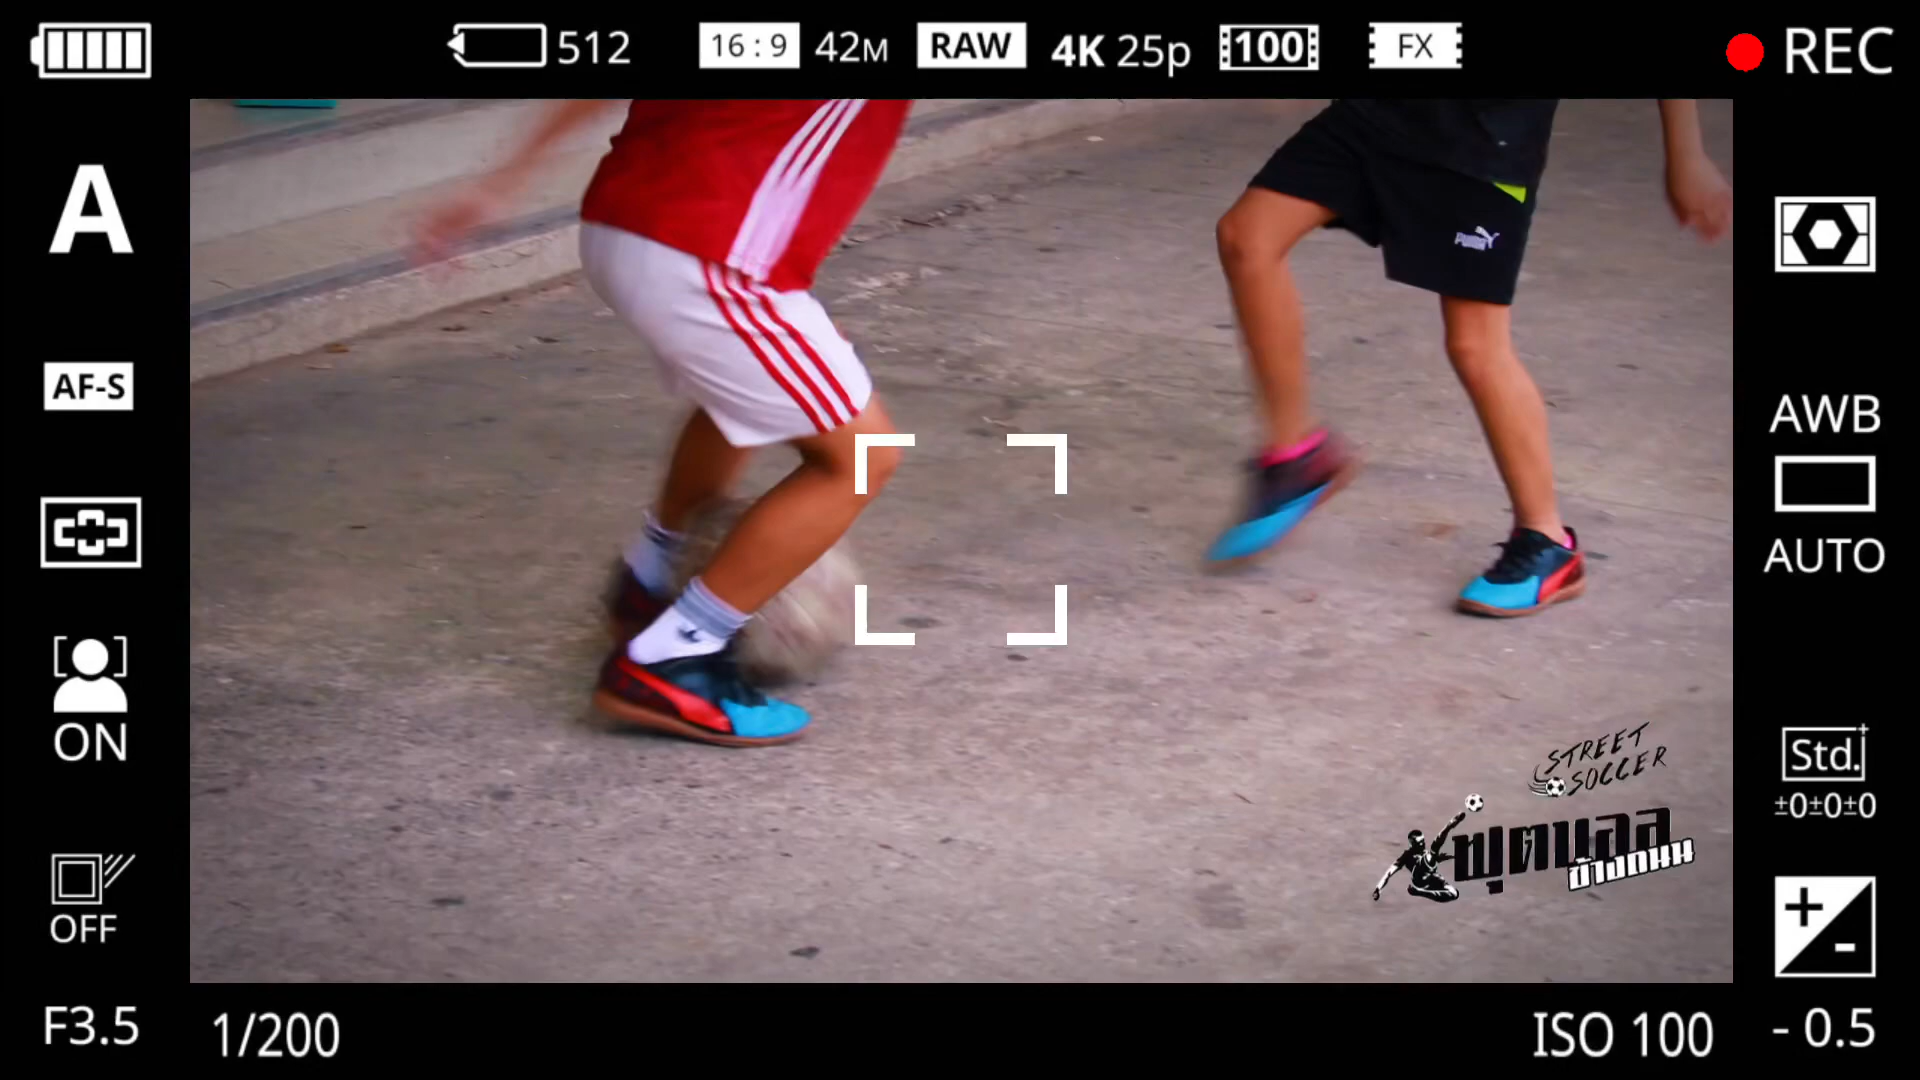 512
16:9
42M
RAW
4K 25p
100
FX
REC
A
AF-S
ON
OFF
F3.5
1/200
PUMA
AWB
AUTO
Std.+
±0±0±0
STREET
SOCCER
ฟุตบอล
ข้างถนน
ISO 100
- 0.5